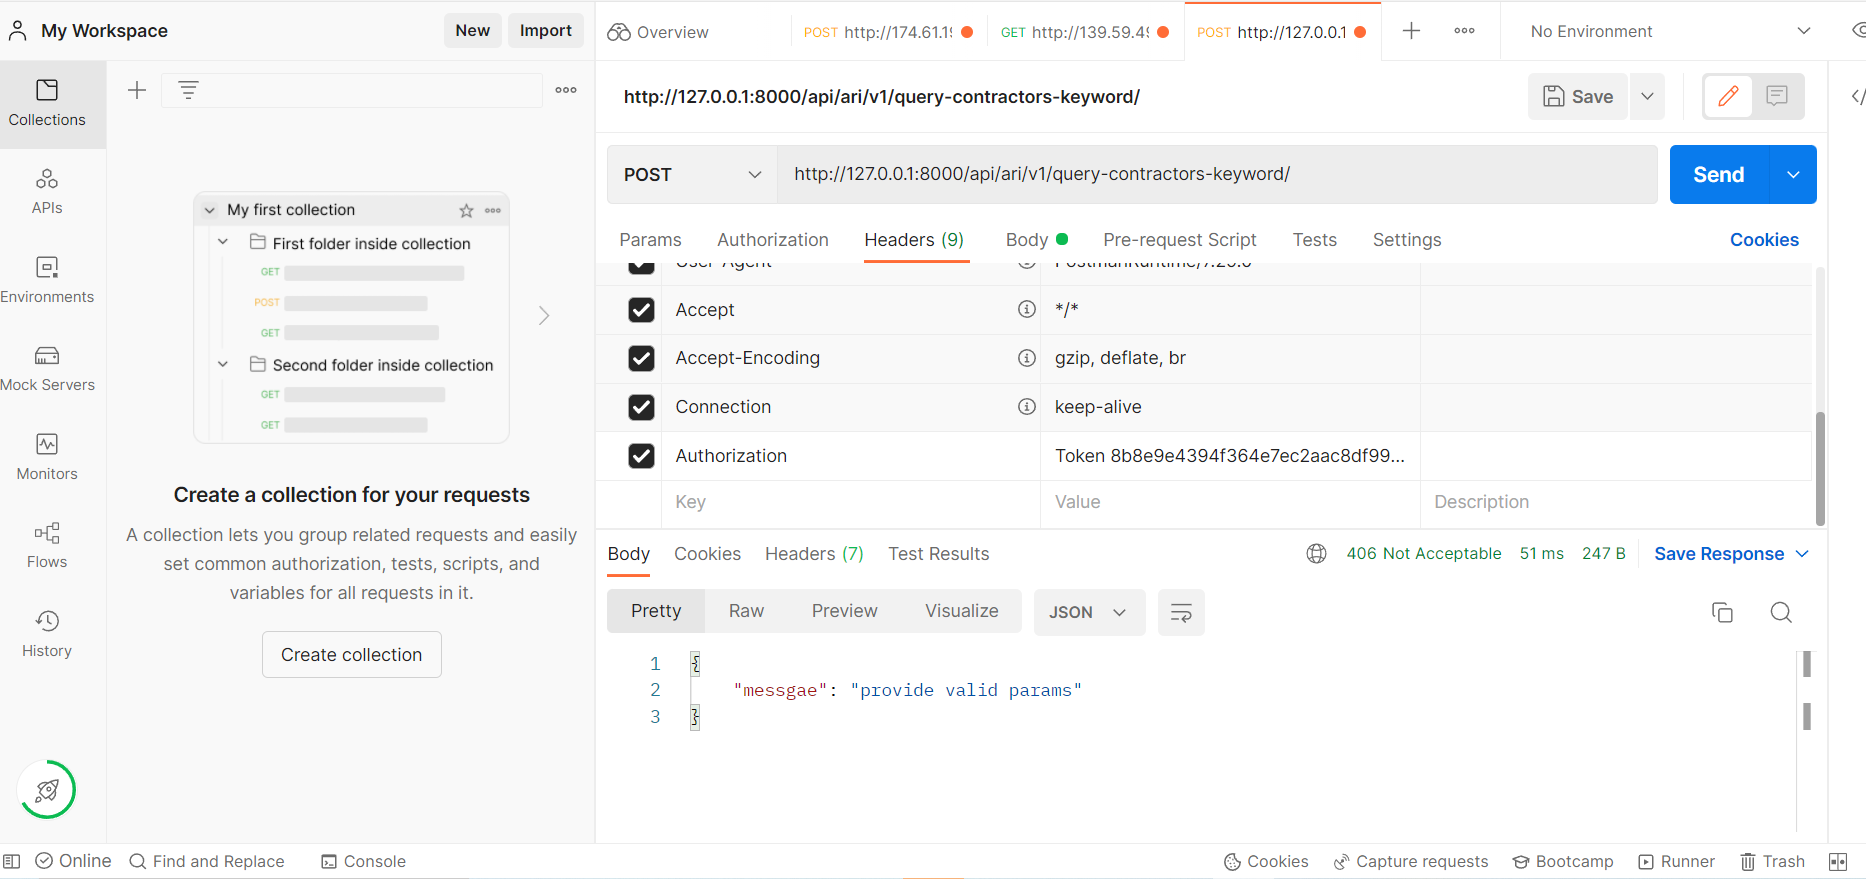 My Workspace
New
Import
Overview
POST http://174.61.1
GET http://139.59.4
POST http://127.0.0.1
No Environment
Collections
APIs
Environments
Mock Servers
Monitors
Flows
History
My first collection
First folder inside collection
GET
POST
GET
Second folder inside collection
GET
GET
Create a collection for your requests
A collection lets you group related requests and easily
set common authorization, tests, scripts, and
variables for all requests in it.
Create collection
http://127.0.0.1:8000/api/ari/v1/query-contractors-keyword/
Save
POST
http://127.0.0.1:8000/api/ari/v1/query-contractors-keyword/
Send
Params
Authorization
Headers (9)
Body
Pre-request Script
Tests
Settings
Cookies
User-Agent
PostmanRuntime/7.29.0
Accept
*/*
Accept-Encoding
gzip, deflate, br
Connection
keep-alive
Authorization
Token 8b8e9e4394f364e7ec2aac8df99...
Key
Value
Description
Body
Cookies
Headers (7)
Test Results
406 Not Acceptable
51 ms
247 B
Save Response
Pretty
Raw
Preview
Visualize
JSON
1 {
2 "messgae": "provide valid params"
3 }
Online
Find and Replace
Console
Cookies
Capture requests
Bootcamp
Runner
Trash